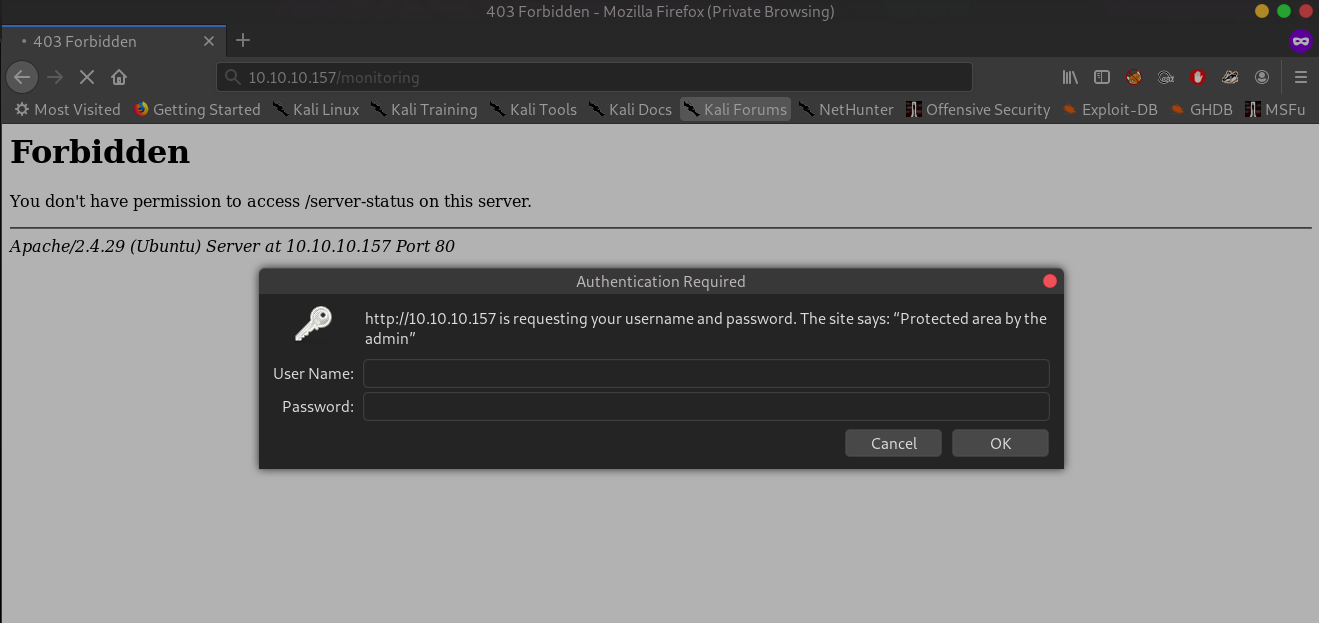 403 Forbidden - Mozilla Firefox (Private Browsing)
403 Forbidden
10.10.10.157/monitoring
Most Visited Getting Started Kali Linux Kali Training Kali Tools Kali Docs Kali Forums NetHunter Offensive Security Exploit-DB GHDB MSFu
Forbidden
You don't have permission to access /server-status on this server.
Apache/2.4.29 (Ubuntu) Server at 10.10.10.157 Port 80
Authentication Required
http://10.10.10.157 is requesting your username and password. The site says: “Protected area by the
admin”
User Name:
Password:
Cancel OK